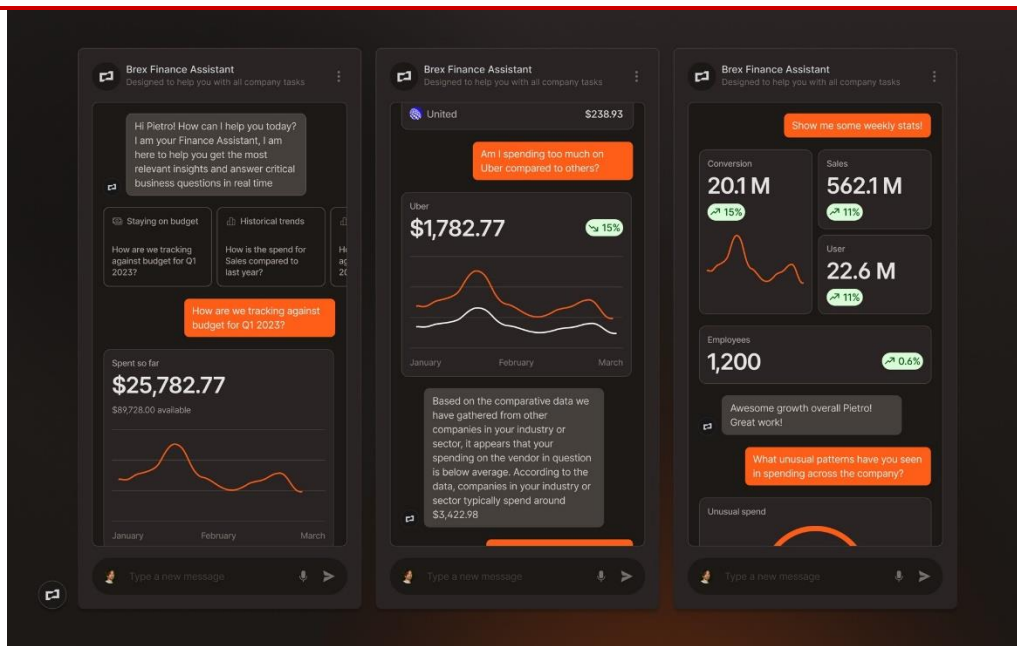 Brex Finance Assistant
Designed to help you with all company tasks
Hi Pietro! How can I help you today?
I am your Finance Assistant, I am
here to help you get the most
relevant insights and answer critical
business questions in real time
Staying on budget
How are we tracking
against budget for Q1
2023?
Historical trends
How is the spend for
Sales compared to
last year?
How are we tracking against
budget for Q1 2023?
Spent so far
$25,782.77
$89,728.00 available
January February March
Type a new message
Brex Finance Assistant
Designed to help you with all company tasks
United $238.93
Am I spending too much on
Uber compared to others?
Uber
$1,782.77 15%
January February March
Based on the comparative data we
have gathered from other
companies in your industry or
sector, it appears that your
spending on the vendor in question
is below average. According to the
data, companies in your industry or
sector typically spend around
$3,422.98
Type a new message
Brex Finance Assistant
Designed to help you with all company tasks
Show me some weekly stats!
Conversion
20.1 M
15%
Sales
562.1 M
11%
User
22.6 M
11%
Employees
1,200 0.6%
Awesome growth overall Pietro!
Great work!
What unusual patterns have you seen
in spending across the company?
Unusual spend
Type a new message